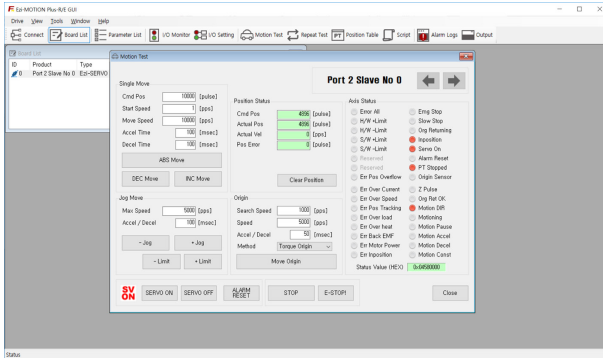 Ezi-MOTION Plus-R/E GUI
Drive View Tools Window Help
Connect Board List Parameter List I/O Monitor I/O Setting Motion Test Repeat Test PT Position Table Script Alarm Logs Output
Board List
ID Product Type
0 Port 2 Slave No 0 Ezi-SERVO
Motion Test
Port 2 Slave No 0
Single Move
Cmd Pos 10000 [pulse]
Start Speed 1 [pps]
Move Speed 10000 [pps]
Accel Time 100 [msec]
Decel Time 100 [msec]
ABS Move
DEC Move INC Move
Position Status
Cmd Pos 4896 [pulse]
Actual Pos 4896 [pulse]
Actual Vel 0 [pps]
Pos Error 0 [pulse]
Clear Position
Axis Status
Error All Emg Stop
H/W +Limit Slow Stop
H/W -Limit Org Returning
S/W +Limit Inposition
S/W -Limit Servo On
Reserved Alarm Reset
Reserved PT Stopped
Err Pos Overflow Origin Sensor
Err Over Current Z Pulse
Err Over Speed Org Ret OK
Err Pos Tracking Motion DIR
Err Over load Motioning
Err Over heat Motion Pause
Err Back EMF Motion Accel
Err Motor Power Motion Decel
Err Inposition Motion Const
Status Value (HEX) 0x04580000
Jog Move
Max Speed 5000 [pps]
Accel / Decel 100 [msec]
- Jog + Jog
- Limit + Limit
Origin
Search Speed 1000 [pps]
Speed 5000 [pps]
Accel / Decel 50 [msec]
Method Torque Origin
Move Origin
SV ON SERVO ON SERVO OFF ALARM RESET STOP E-STOP! Close
Status